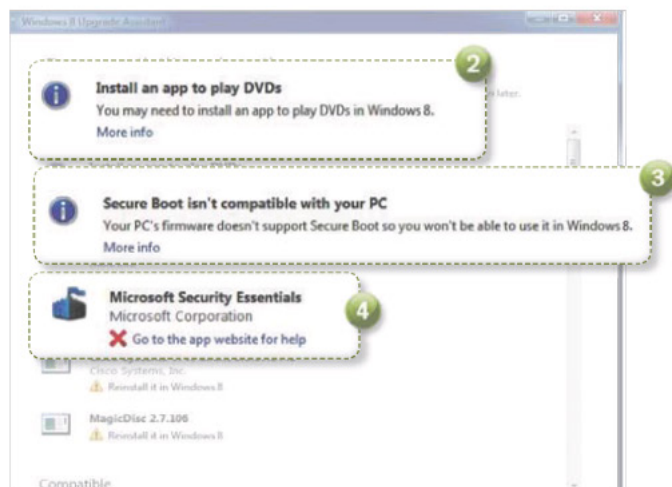 Windows 8 Upgrade Assistant
2
Install an app to play DVDs
later.
You may need to install an app to play DVDs in Windows 8.
More info
3
Secure Boot isn't compatible with your PC
Your PC's firmware doesn't support Secure Boot so you won't be able to use it in Windows 8.
More info
Microsoft Security Essentials
Microsoft Corporation
4
Go to the app website for help
Cisco Systems, Inc.
Reinstall it in Windows 8
MagicDisc 2.7.106
Reinstall it in Windows 8
Compatible